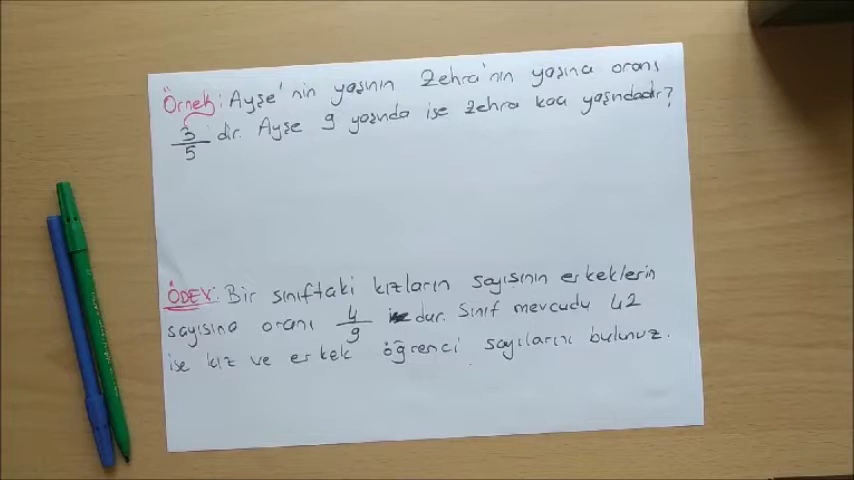 Örnek: Ayşe'nin yaşının Zehra'nın yaşına oranı
3/5 dir. Ayşe 9 yaşında ise Zehra kaç yaşındadır?
ÖDEV: Bir sınıftaki kızların sayısının erkeklerin
sayısına oranı 4/9 dur. Sınıf mevcudu 42
ise kız ve erkek öğrenci sayılarını bulunuz.